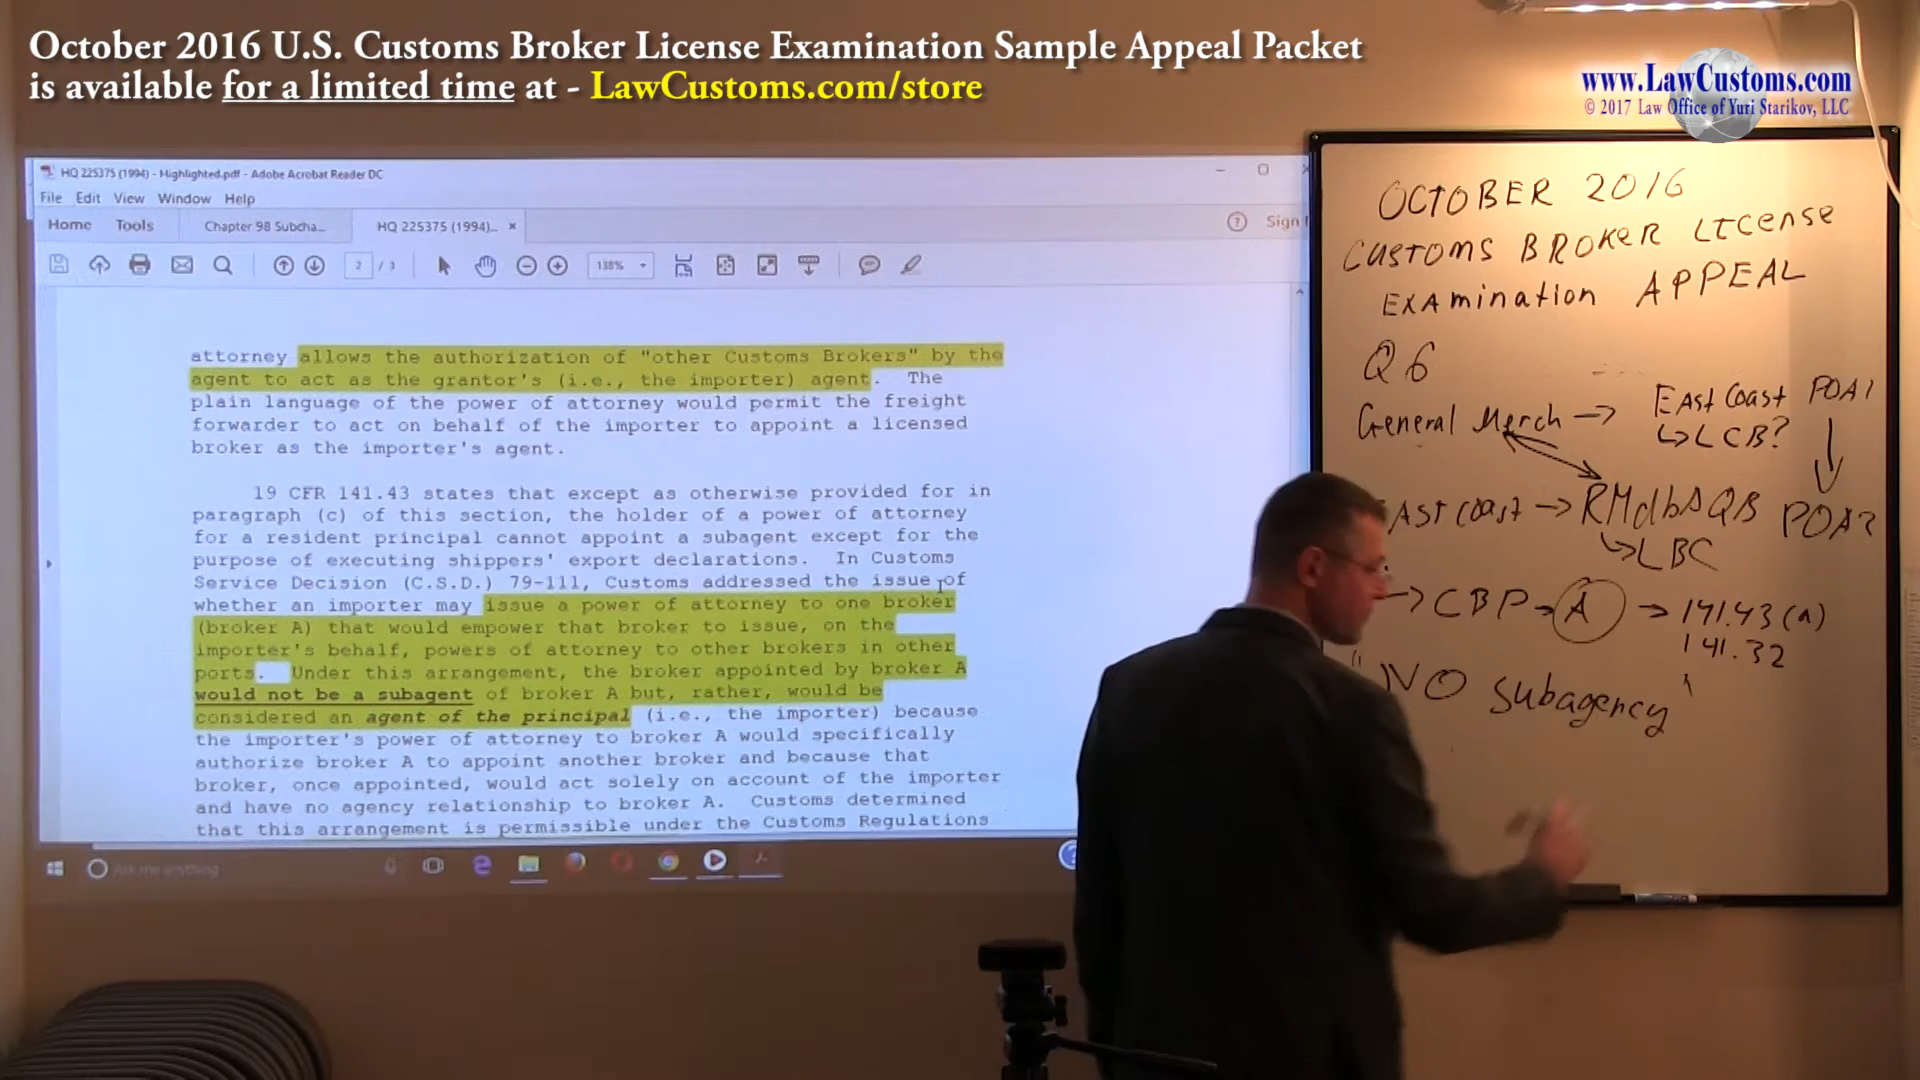 October 2016 U.S. Customs Broker License Examination Sample Appeal Packet
is available for a limited time at - LawCustoms.com/store
www.LawCustoms.com
© 2017 Law Office of Yuri Starikov, LLC
HQ 225375 (1994) - Highlighted.pdf - Adobe Acrobat Reader DC
File Edit View Window Help
Home Tools Chapter 98 Subcha... HQ 225375 (1994)... × Sign
2 / 3 138%
attorney allows the authorization of "other Customs Brokers" by the
agent to act as the grantor's (i.e., the importer) agent. The
plain language of the power of attorney would permit the freight
forwarder to act on behalf of the importer to appoint a licensed
broker as the importer's agent.
19 CFR 141.43 states that except as otherwise provided for in
paragraph (c) of this section, the holder of a power of attorney
for a resident principal cannot appoint a subagent except for the
purpose of executing shippers' export declarations. In Customs
Service Decision (C.S.D.) 79-111, Customs addressed the issue of
whether an importer may issue a power of attorney to one broker
(broker A) that would empower that broker to issue, on the
importer's behalf, powers of attorney to other brokers in other
ports. Under this arrangement, the broker appointed by broker A
would not be a subagent of broker A but, rather, would be
considered an agent of the principal (i.e., the importer) because
the importer's power of attorney to broker A would specifically
authorize broker A to appoint another broker and because that
broker, once appointed, would act solely on account of the importer
and have no agency relationship to broker A. Customs determined
that this arrangement is permissible under the Customs Regulations
Ask me anything
OCTOBER 2016
CUSTOMS BROKER LICENSE
EXAMINATION APPEAL
Q6
General Merch → EAST COAST POA1
↳ LCB?
AST COAST → RMdbAQB POA2
↳ LBC
→ CBP → A → 141.43(a)
141.32
"NO Subagency"